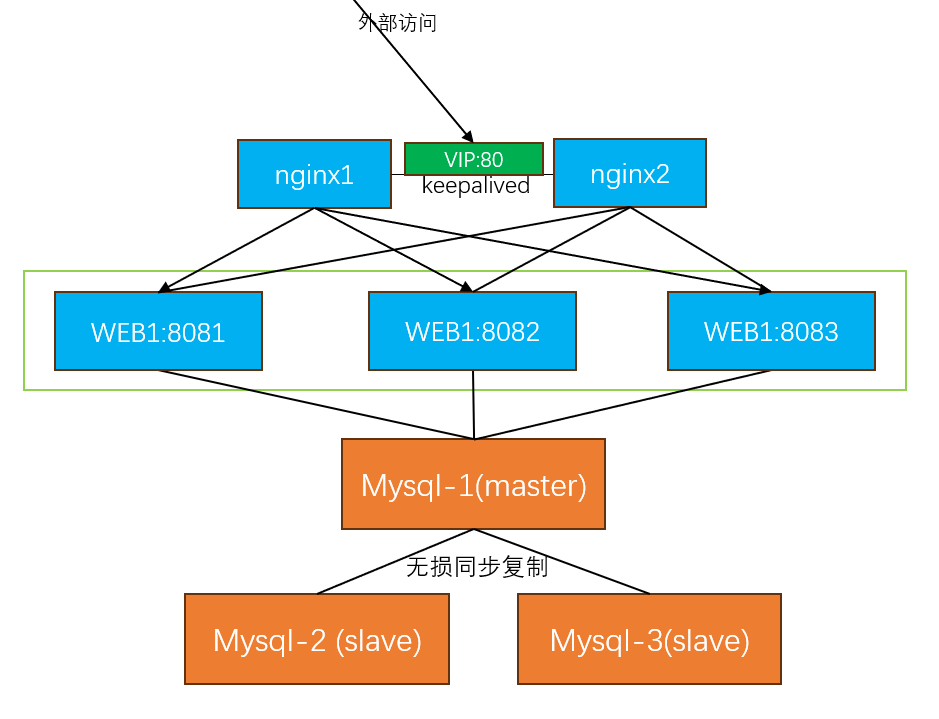 外部访问
nginx1
VIP:80
nginx2
keepalived
WEB1:8081
WEB1:8082
WEB1:8083
Mysql-1(master)
无损同步复制
Mysql-2 (slave)
Mysql-3(slave)